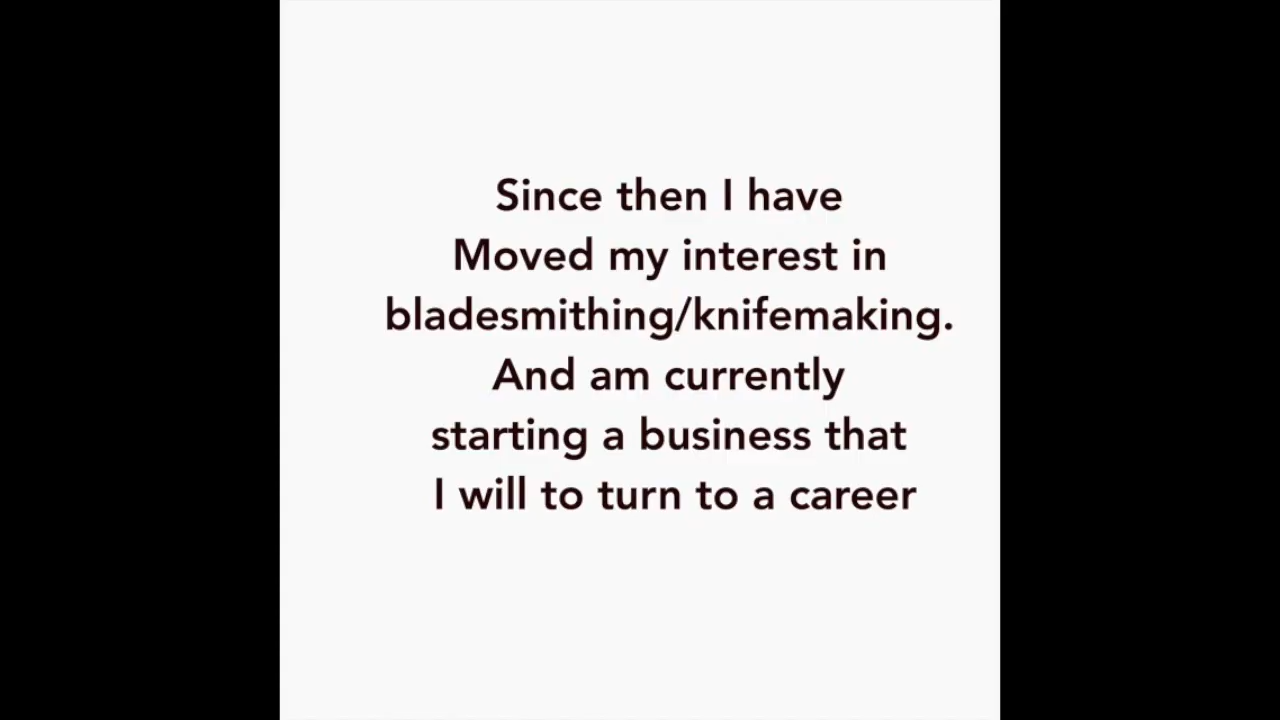 Since then I have
Moved my interest in
bladesmithing/knifemaking.
And am currently
starting a business that
I will to turn to a career